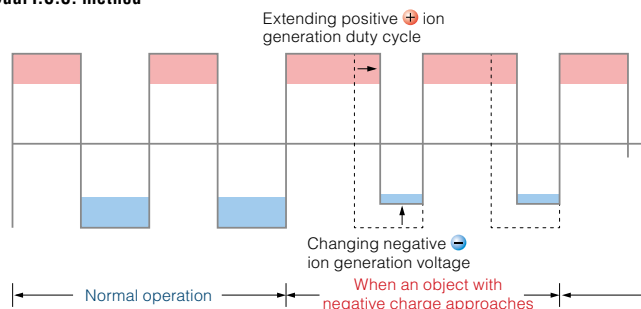 I.C.C. method
Extending positive + ion
generation duty cycle
Changing negative −
ion generation voltage
Normal operation
When an object with
negative charge approaches